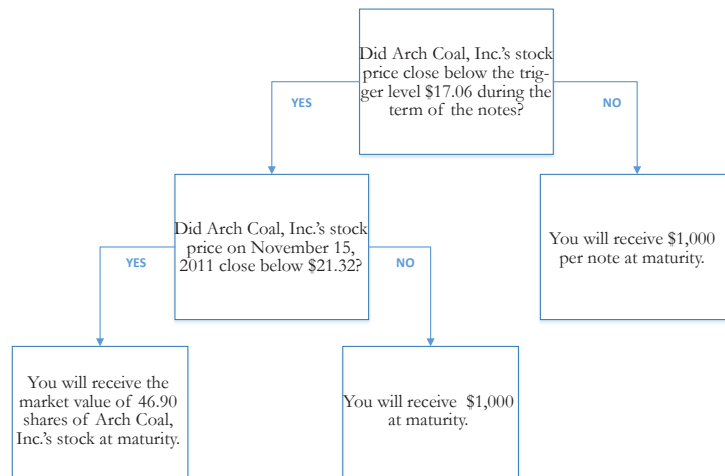 Did Arch Coal, Inc.'s stock
price close below the trig-
ger level $17.06 during the
term of the notes?
YES
NO
Did Arch Coal, Inc.'s stock
price on November 15,
2011 close below $21.32?
You will receive $1,000
per note at maturity.
YES
NO
You will receive the
market value of 46.90
shares of Arch Coal,
Inc.'s stock at maturity.
You will receive $1,000
at maturity.